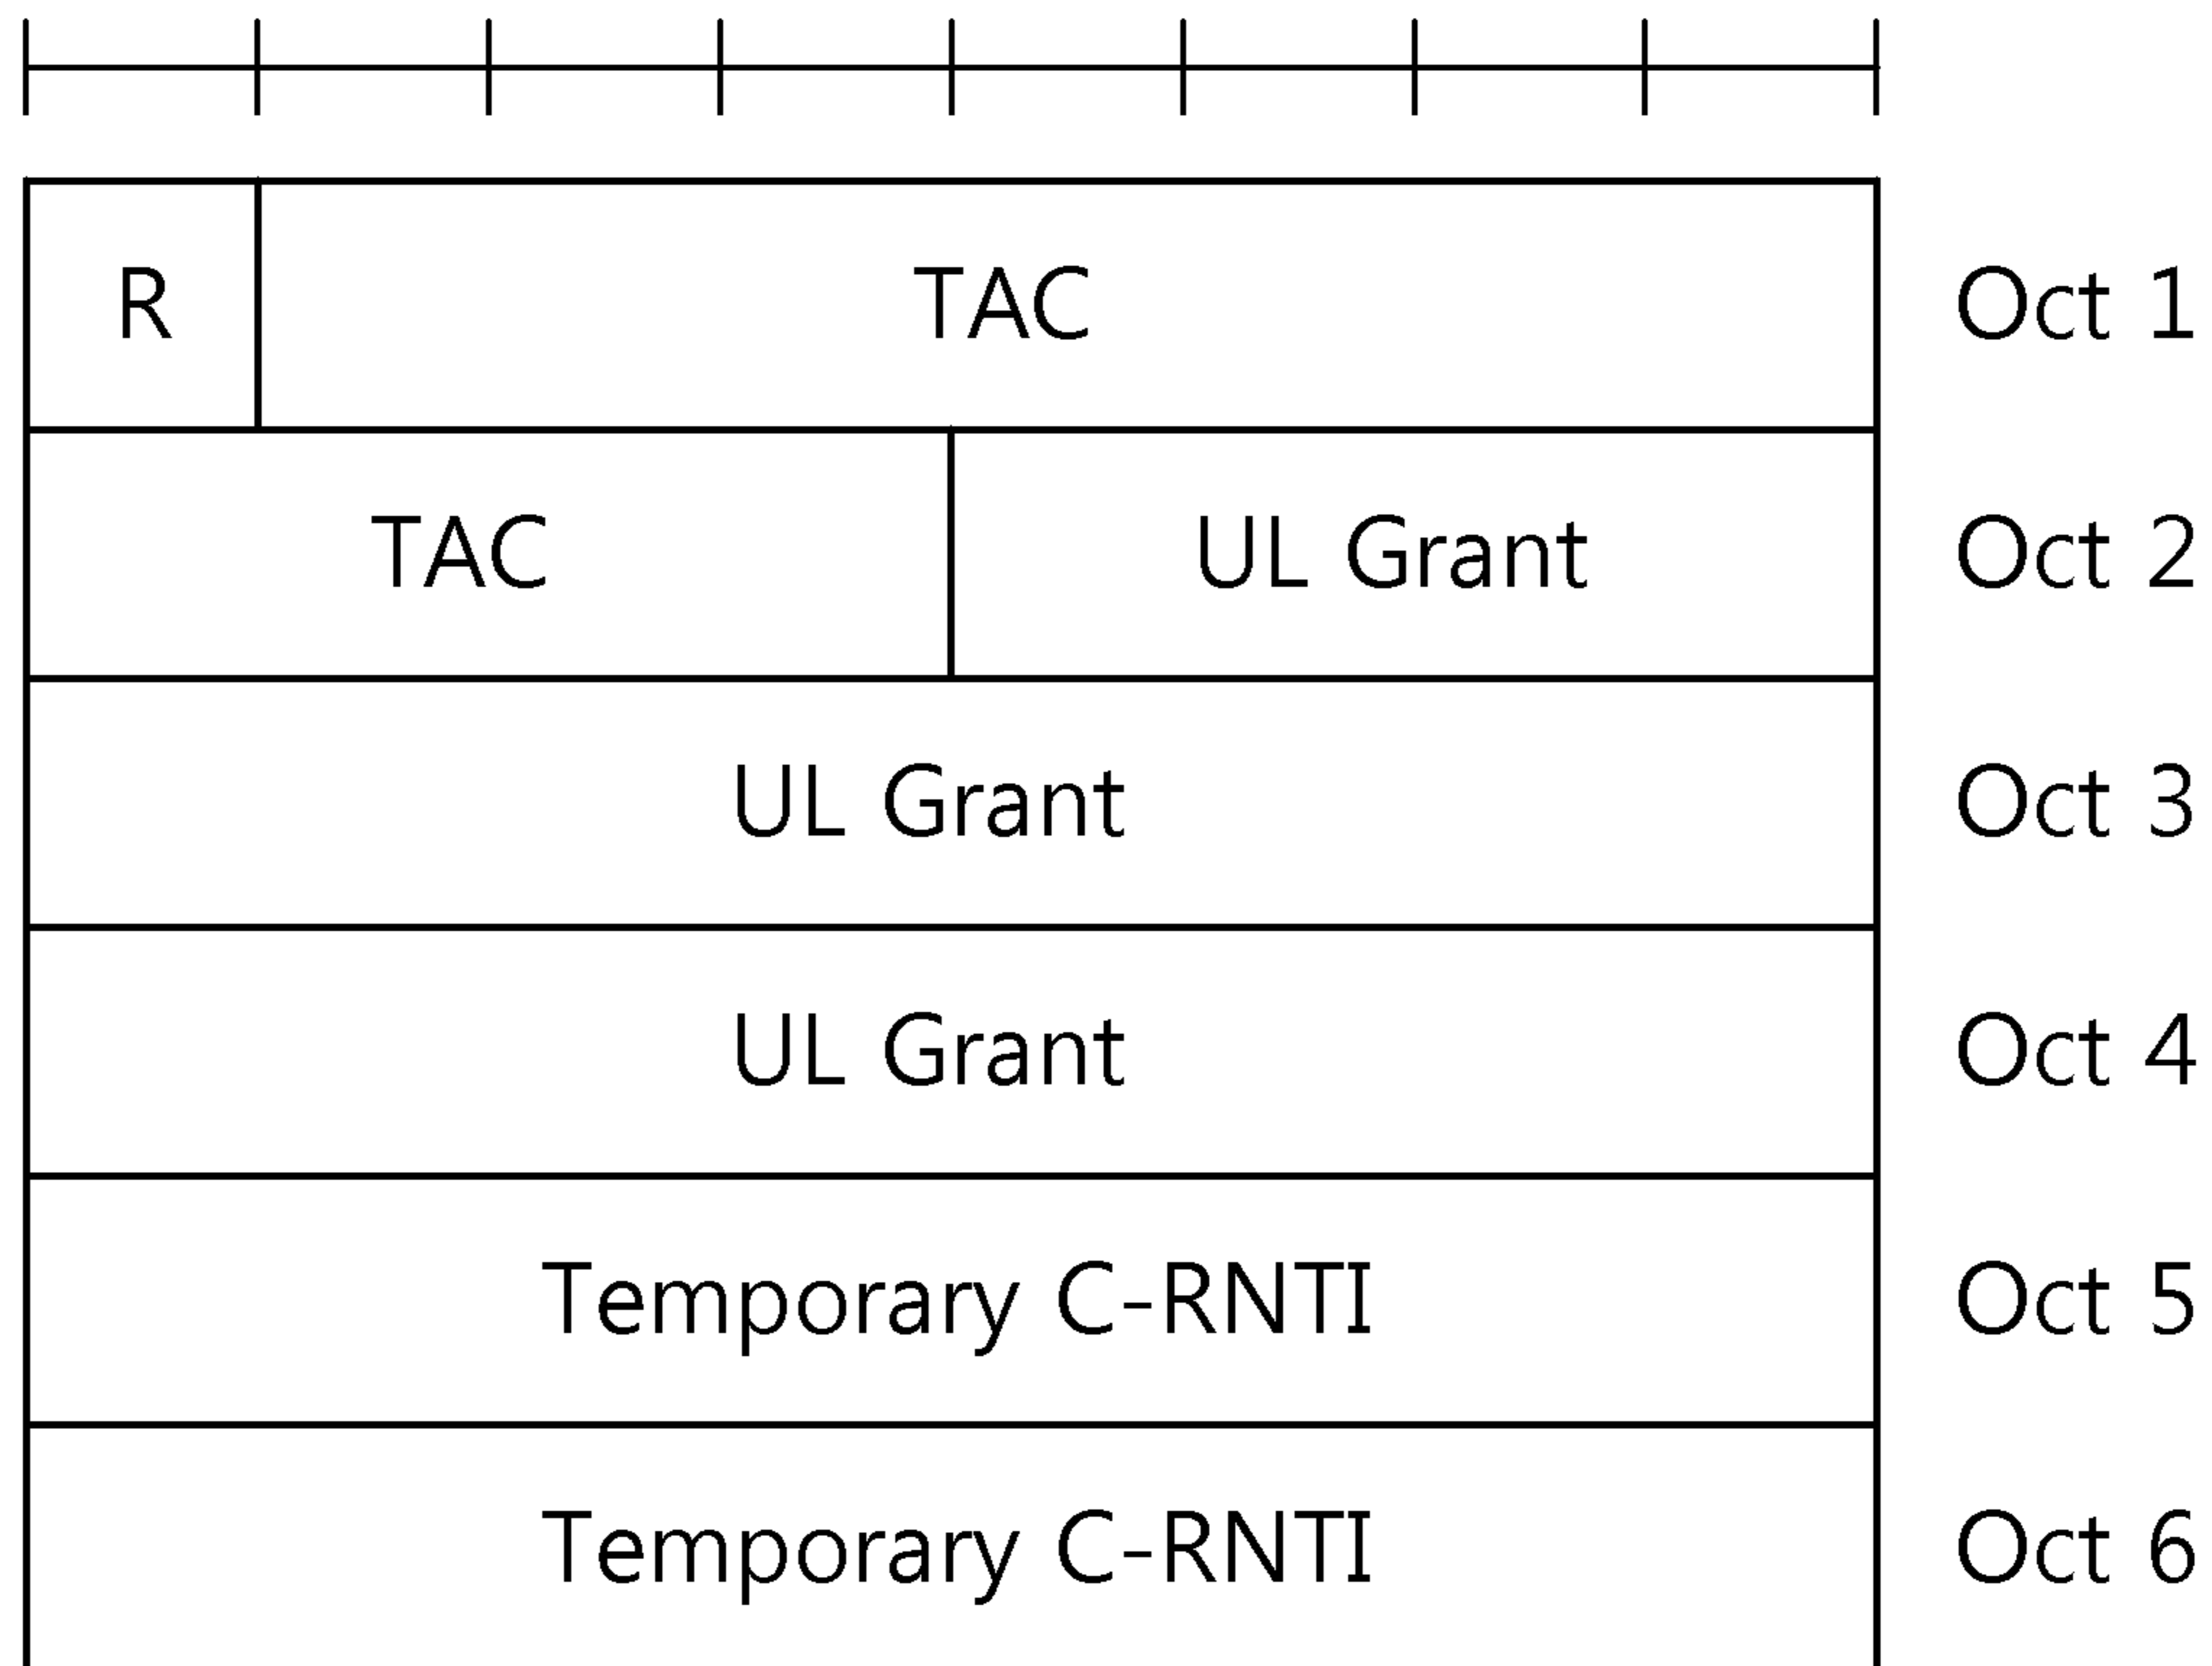 R TAC Oct 1
TAC UL Grant Oct 2
UL Grant Oct 3
UL Grant Oct 4
Temporary C-RNTI Oct 5
Temporary C-RNTI Oct 6